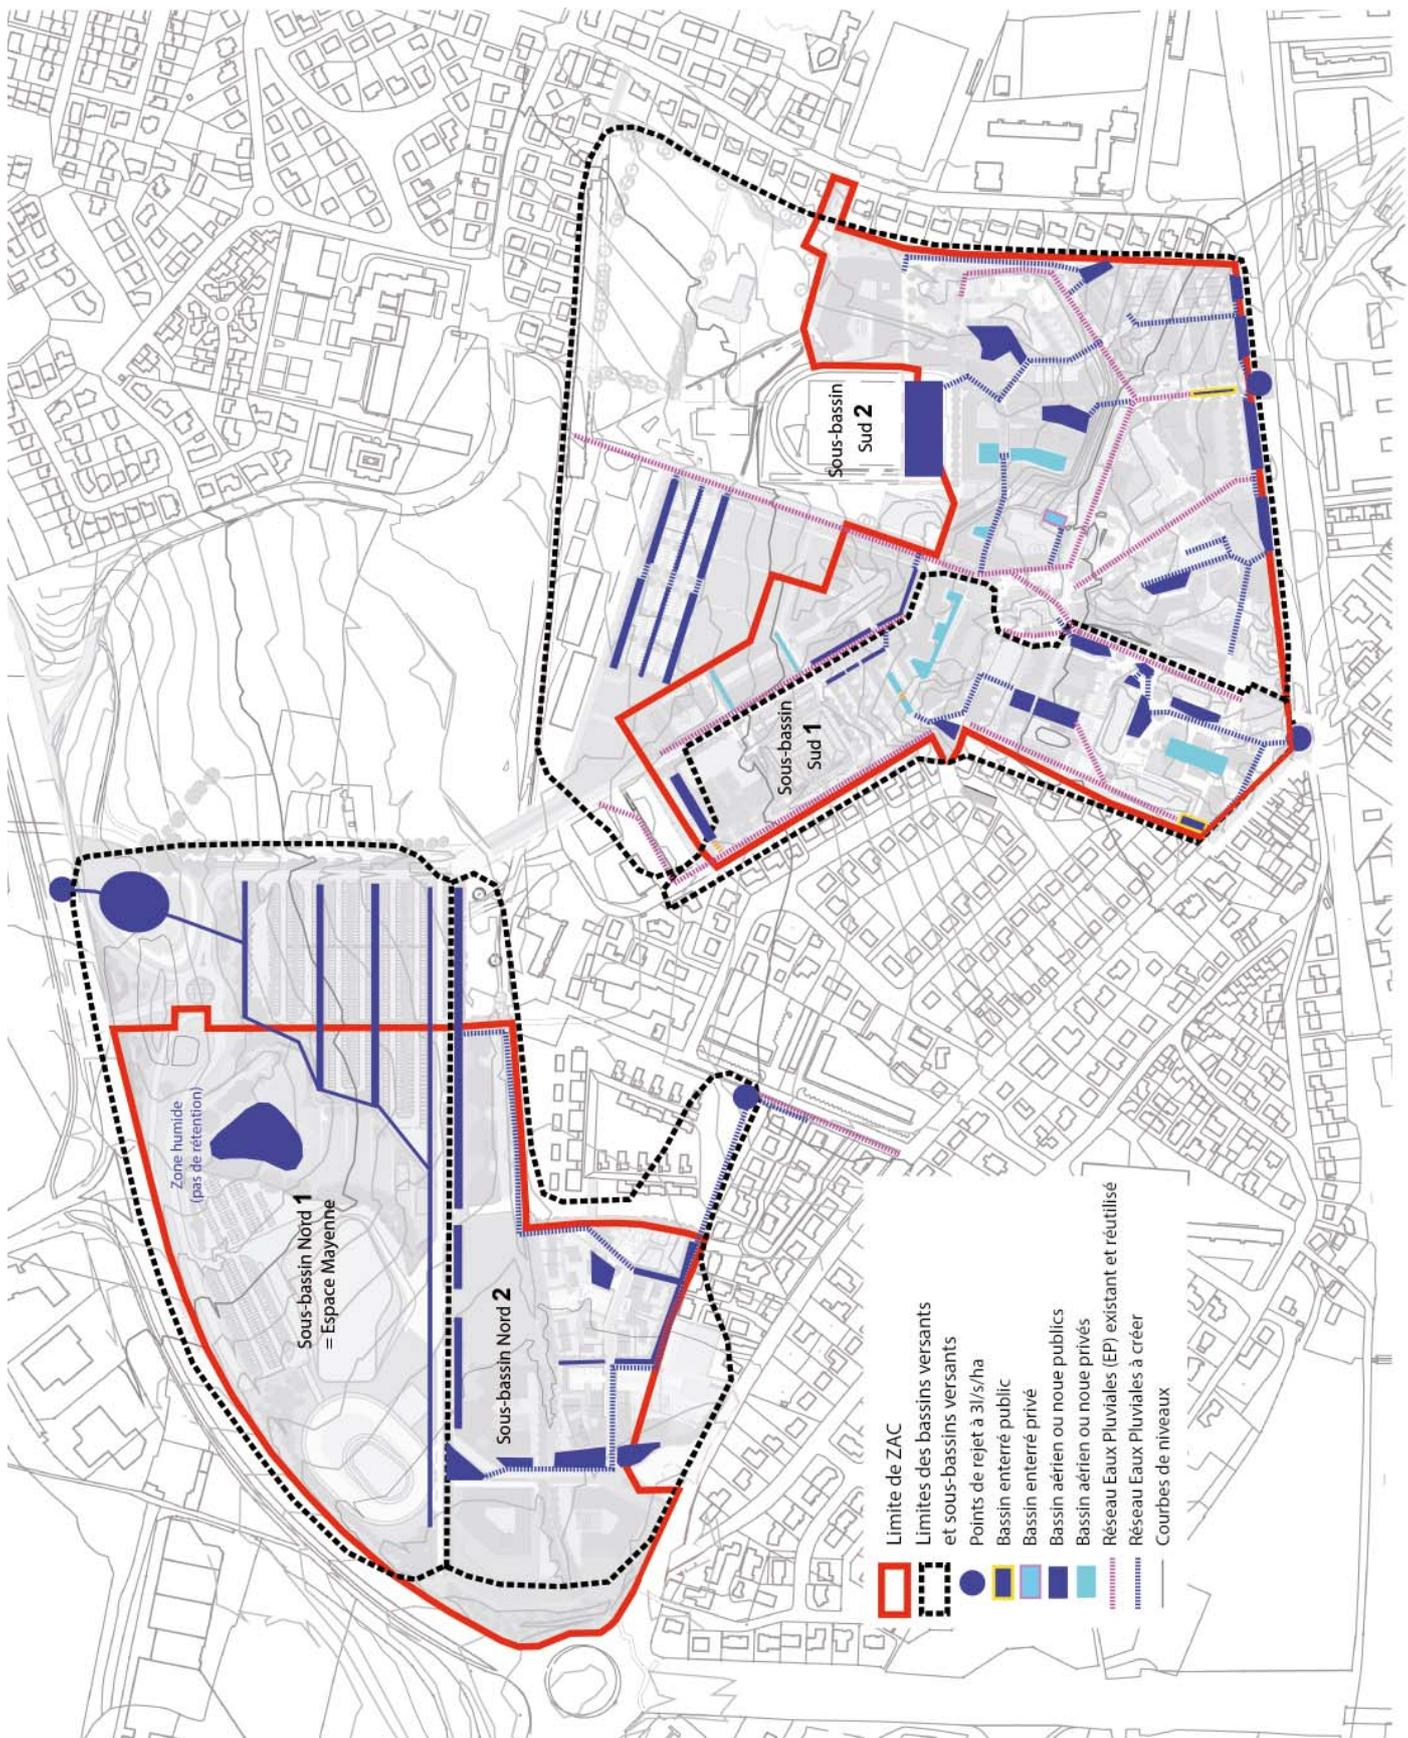 Zone humide
(pas de rétention)
Sous-bassin Nord 1
= Espace Mayenne
Sous-bassin Nord 2
Sous-bassin
Sud 1
Sous-bassin
Sud 2
Limite de ZAC
Limites des bassins versants
et sous-bassins versants
Points de rejet à 3l/s/ha
Bassin enterré public
Bassin enterré privé
Bassin aérien ou noue publics
Bassin aérien ou noue privés
Réseau Eaux Pluviales (EP) existant et réutilisé
Réseau Eaux Pluviales à créer
Courbes de niveaux